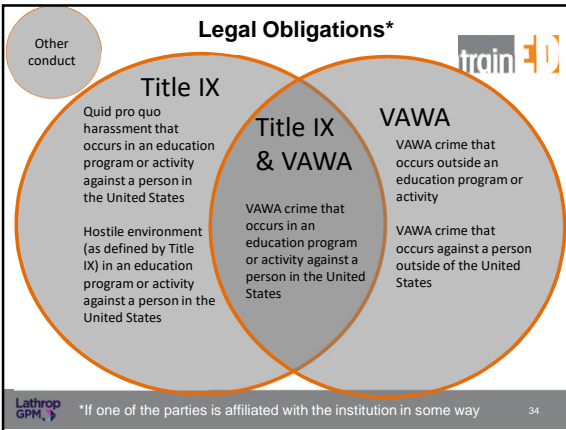 Legal Obligations*
Other
conduct
trainED
Title IX
Quid pro quo
harassment that
occurs in an education
program or activity
against a person in
the United States
Hostile environment
(as defined by Title
IX) in an education
program or activity
against a person in the
United States
Title IX
& VAWA
VAWA crime that
occurs in an
education program
or activity against a
person in the United
States
VAWA
VAWA crime that
occurs outside an
education program or
activity
VAWA crime that
occurs against a person
outside of the United
States
Lathrop
GPM
*If one of the parties is affiliated with the institution in some way
34